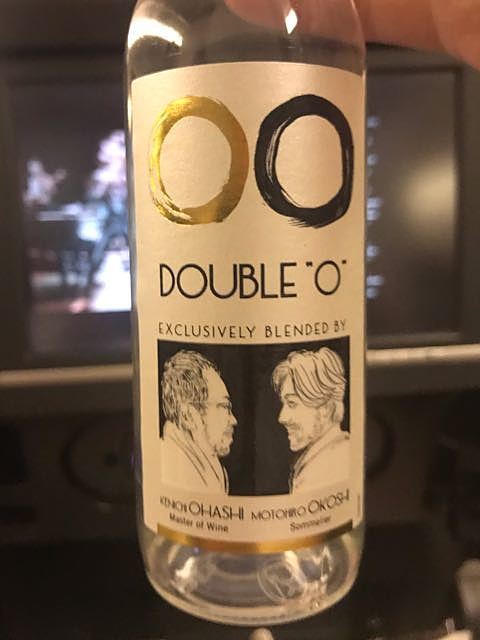 OO
DOUBLE "O"
EXCLUSIVELY BLENDED BY
KENICHI OHASHI MOTOHIRO OKOSHI
Master of Wine Sommelier